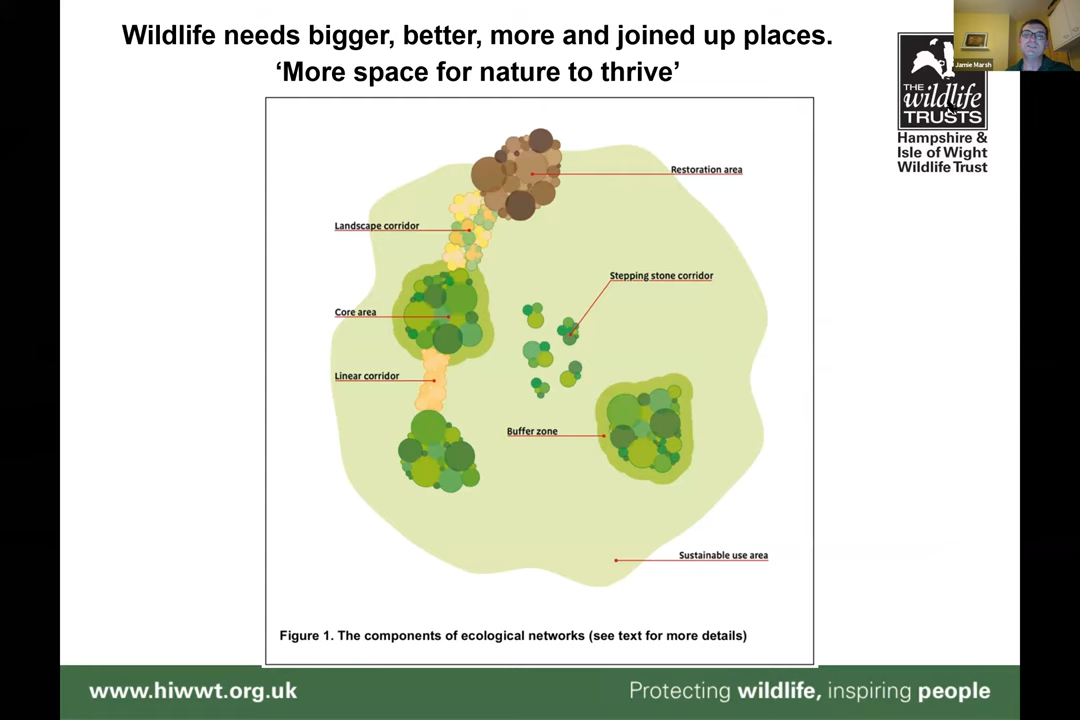 Wildlife needs bigger, better, more and joined up places.
‘More space for nature to thrive’
Jamie Marsh
THE
wildlife
TRUSTS
Hampshire &
Isle of Wight
Wildlife Trust
Restoration area
Landscape corridor
Stepping stone corridor
Core area
Linear corridor
Buffer zone
Sustainable use area
Figure 1. The components of ecological networks (see text for more details)
www.hiwwt.org.uk
Protecting wildlife, inspiring people